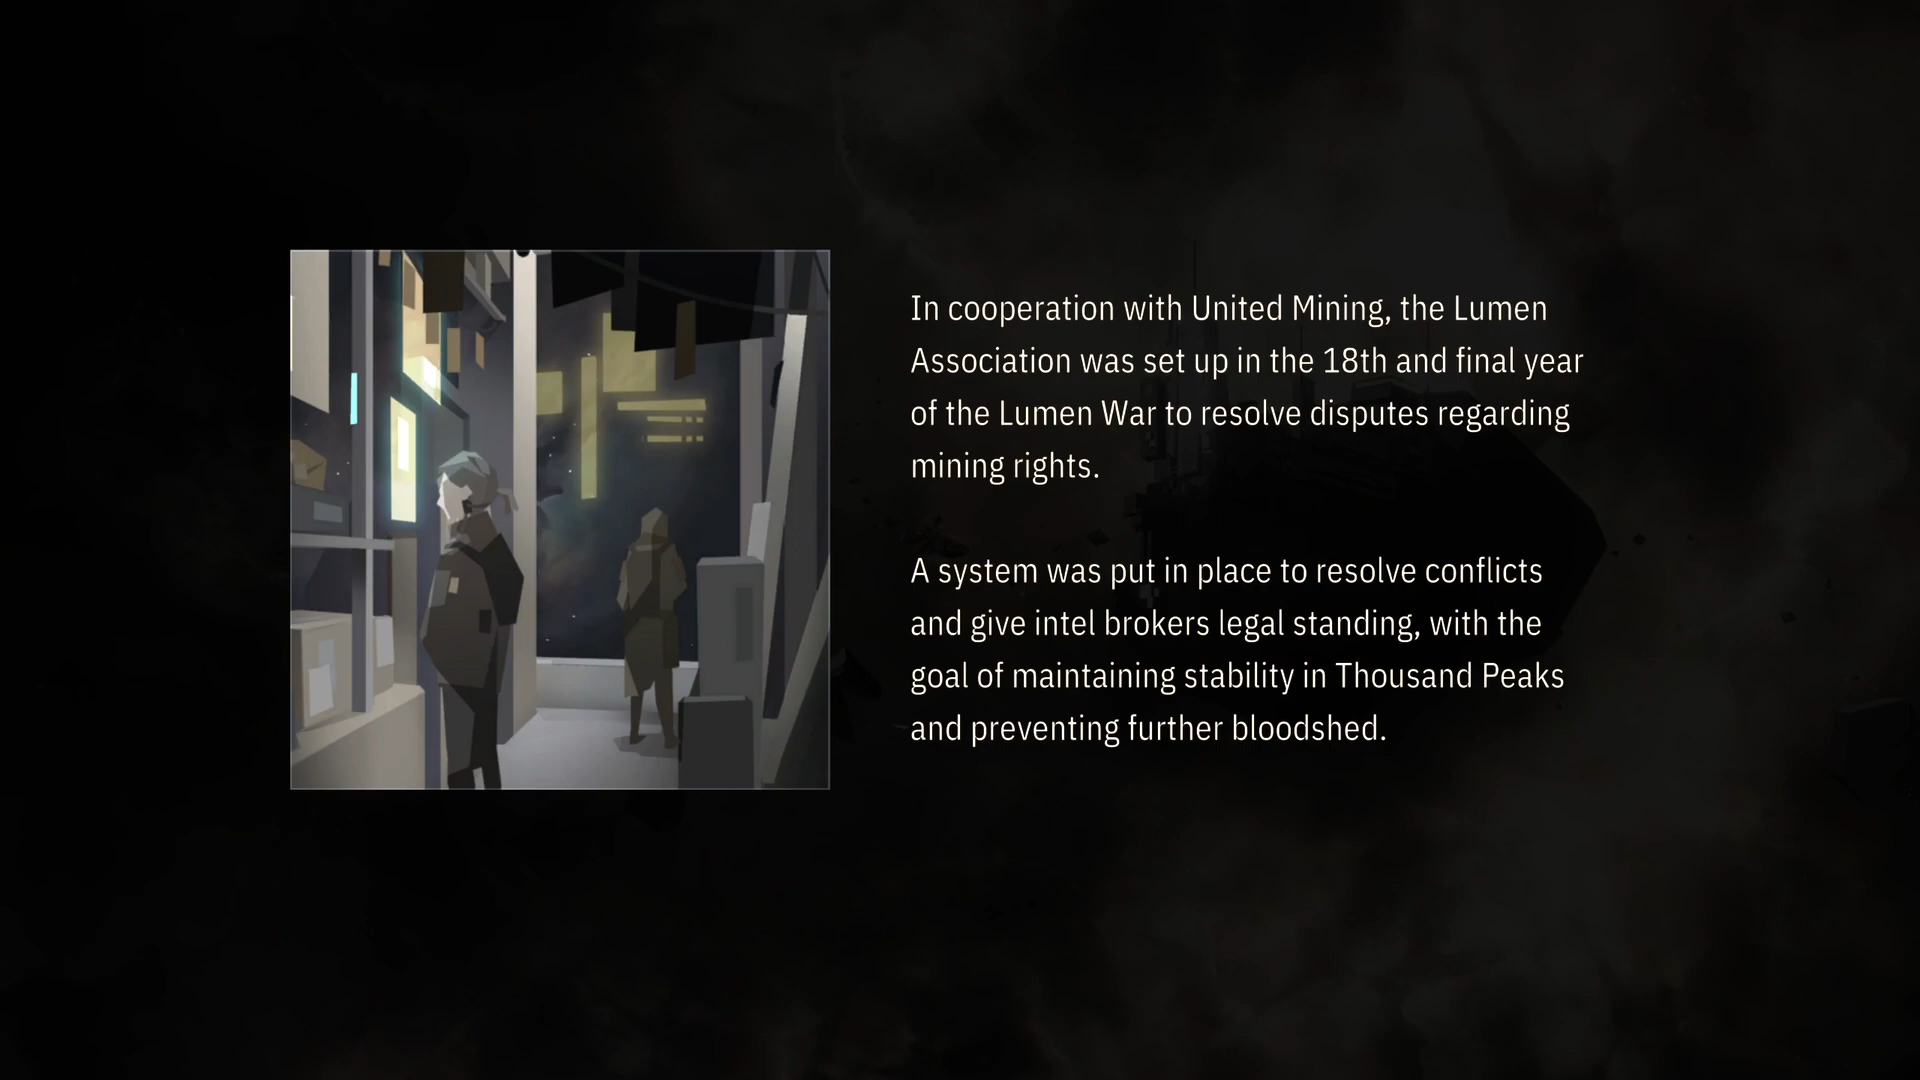 In cooperation with United Mining, the Lumen
Association was set up in the 18th and final year
of the Lumen War to resolve disputes regarding
mining rights.
A system was put in place to resolve conflicts
and give intel brokers legal standing, with the
goal of maintaining stability in Thousand Peaks
and preventing further bloodshed.